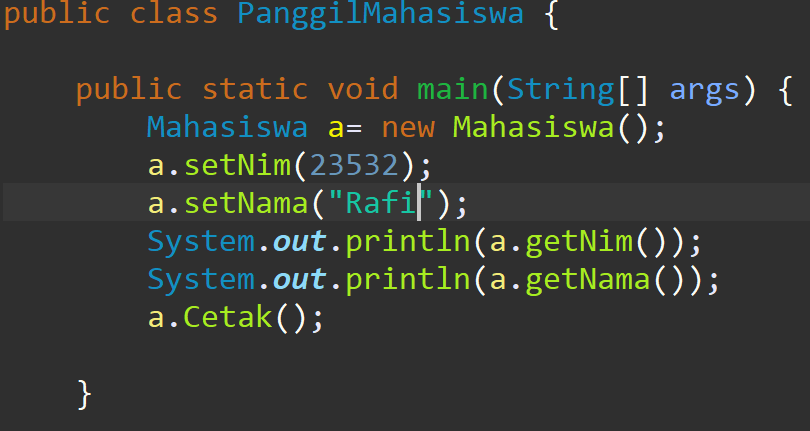 public class PanggilMahasiswa {
public static void main(String[] args) {
Mahasiswa a= new Mahasiswa();
a.setNim(23532);
a.setNama("Rafi");
System.out.println(a.getNim());
System.out.println(a.getNama());
a.Cetak();
}